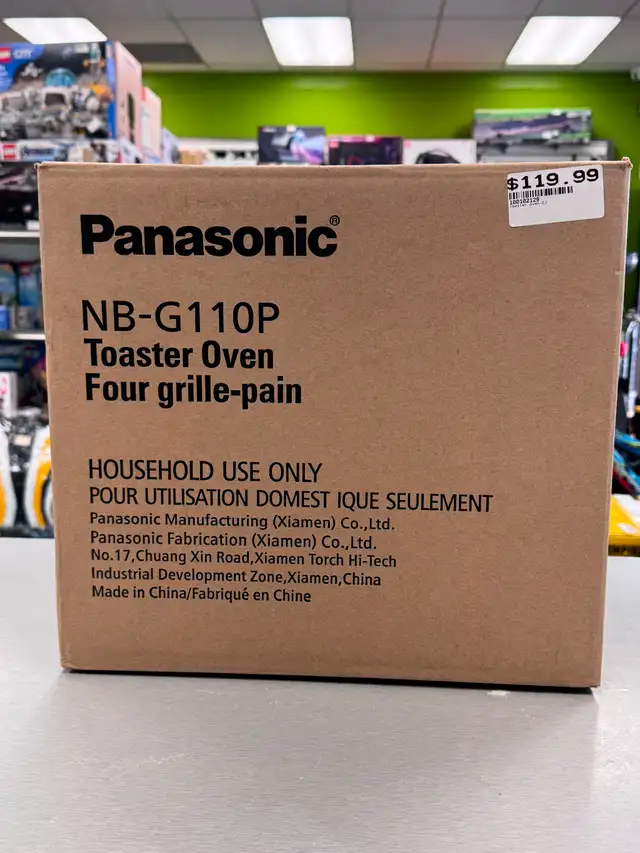 CITY
$119.99
Panasonic®
NB-G110P
Toaster Oven
Four grille-pain
HOUSEHOLD USE ONLY
POUR UTILISATION DOMEST IQUE SEULEMENT
Panasonic Manufacturing (Xiamen) Co.,Ltd.
Panasonic Fabrication (Xiamen) Co.,Ltd.
No.17,Chuang Xin Road,Xiamen Torch Hi-Tech
Industrial Development Zone,Xiamen,China
Made in China/Fabriqué en Chine